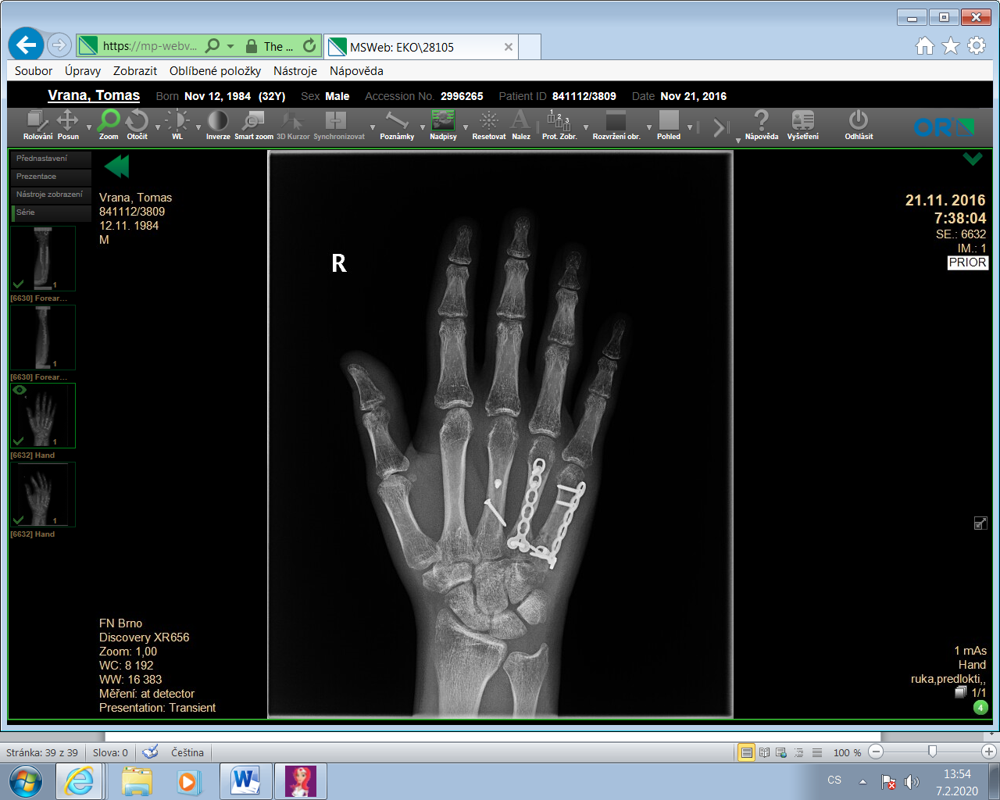 https://mp-webv... The ... MSWeb: EKO\28105
Soubor Úpravy Zobrazit Oblíbené položky Nástroje Nápověda
Vrana, Tomas Born Nov 12, 1984 (32Y) Sex Male Accession No. 2996265 Patient ID 841112/3809 Date Nov 21, 2016
Rolování Posun Zoom Otočit WL Inverze Smart zoom 3D Kurzor Synchronizovat Poznámky Nadpisy Resetovat Nalez Prot. Zobr. Rozvržení obr. Pohled Nápověda Vyšetření Odhlásit
Přednastavení
Prezentace
Nástroje zobrazení
Série
1
[6630] Forear...
1
[6630] Forear...
1
[6632] Hand
1
[6632] Hand
Vrana, Tomas
841112/3809
12.11. 1984
M
R
21.11. 2016
7:38:04
SE.: 6632
IM.: 1
PRIOR
FN Brno
Discovery XR656
Zoom: 1,00
WC: 8 192
WW: 16 383
Měření: at detector
Presentation: Transient
1 mAs
Hand
ruka,predlokti,,
1/1
4
Stránka: 39 z 39 Slova: 0 Čeština 100 %
CS 13:54
7.2.2020